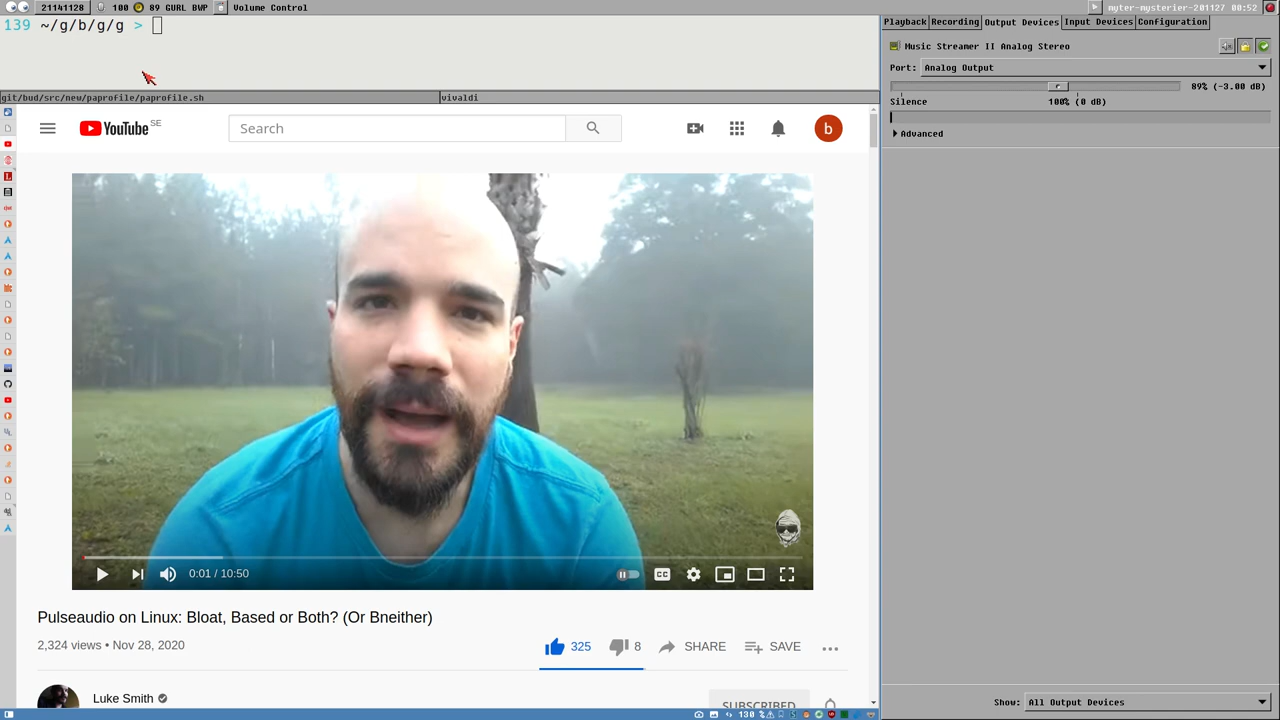 21141128 100 89 GURL BWP Volume Control
myter-mysterier-201127 00:52
139 ~/g/b/g/g >
Playback Recording Output Devices Input Devices Configuration
Music Streamer II Analog Stereo
Port: Analog Output
89% (-3.00 dB)
Silence 100% (0 dB)
Advanced
git/bud/src/new/paprofile/paprofile.sh vivaldi
YouTube SE
Search
b
0:01 / 10:50
CC
Pulseaudio on Linux: Bloat, Based or Both? (Or Bneither)
2,324 views • Nov 28, 2020
325 8 SHARE SAVE
Luke Smith
SUBSCRIBED
Show: All Output Devices
130 %